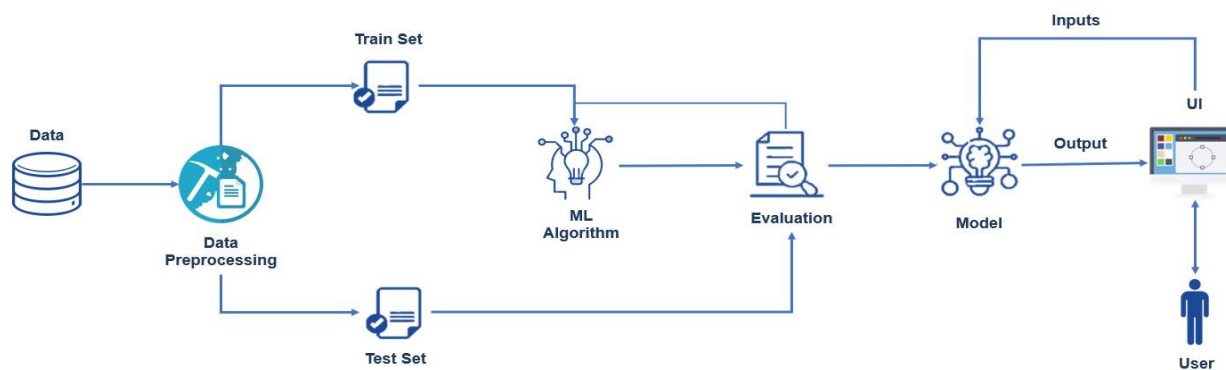 Inputs
Train Set
UI
Data
Output
ML
Algorithm
Evaluation
Model
Data
Preprocessing
Test Set
User